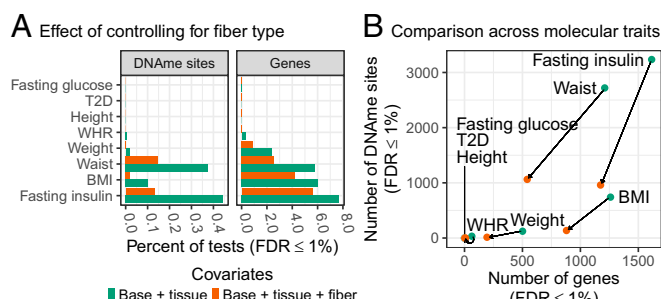 A Effect of controlling for fiber type
DNAme sites
Genes
Fasting glucose
T2D
Height
WHR
Weight
Waist
BMI
Fasting insulin
0.0
0.1
0.2
0.3
0.4
0.0
2.0
4.0
6.0
8.0
Percent of tests (FDR ≤ 1%)
Covariates
Base + tissue
Base + tissue + fiber
B Comparison across molecular traits
Number of DNAme sites
(FDR ≤ 1%)
3000
2000
1000
0
Fasting insulin
Waist
Fasting glucose
T2D
Height
BMI
WHR
Weight
0
500
1000
1500
Number of genes
(FDR ≤ 1%)